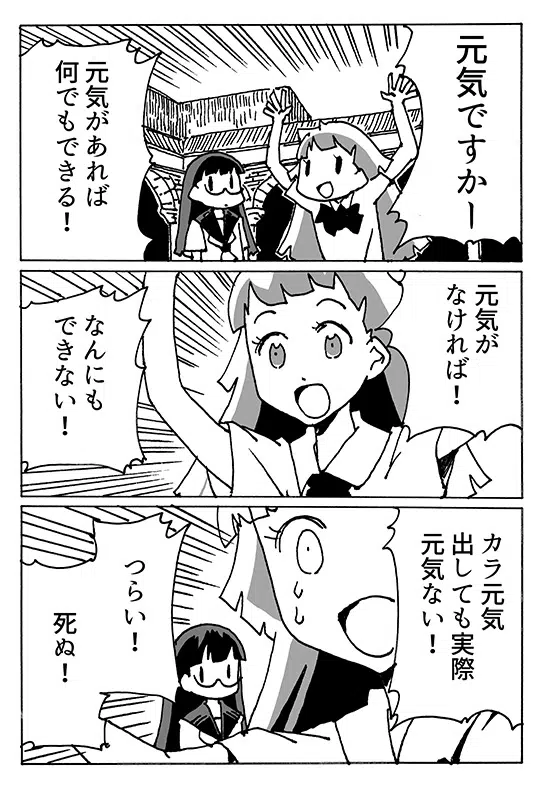 元気ですかー
元気があれば
何でもできる！
元気が
なければ！
なんにも
できない！
カラ元気
出しても実際
元気ない！
つらい！
死ぬ！